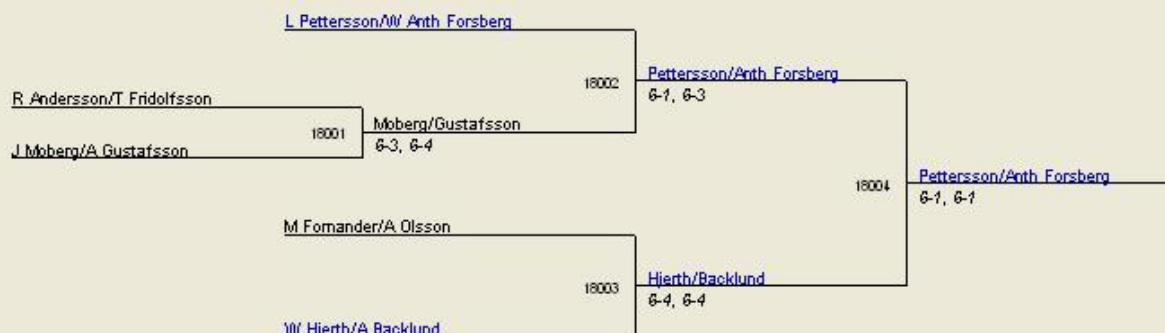 L Pettersson/W Anth Forsberg
18002
Pettersson/Anth Forsberg
6-1, 6-3
R Andersson/T Fridolfsson
18001
Moberg/Gustafsson
6-3, 6-4
J Moberg/A Gustafsson
18004
Pettersson/Anth Forsberg
6-1, 6-1
M Fornander/A Olsson
18003
Hjerth/Backlund
6-4, 6-4
W Hjerth/A Backlund